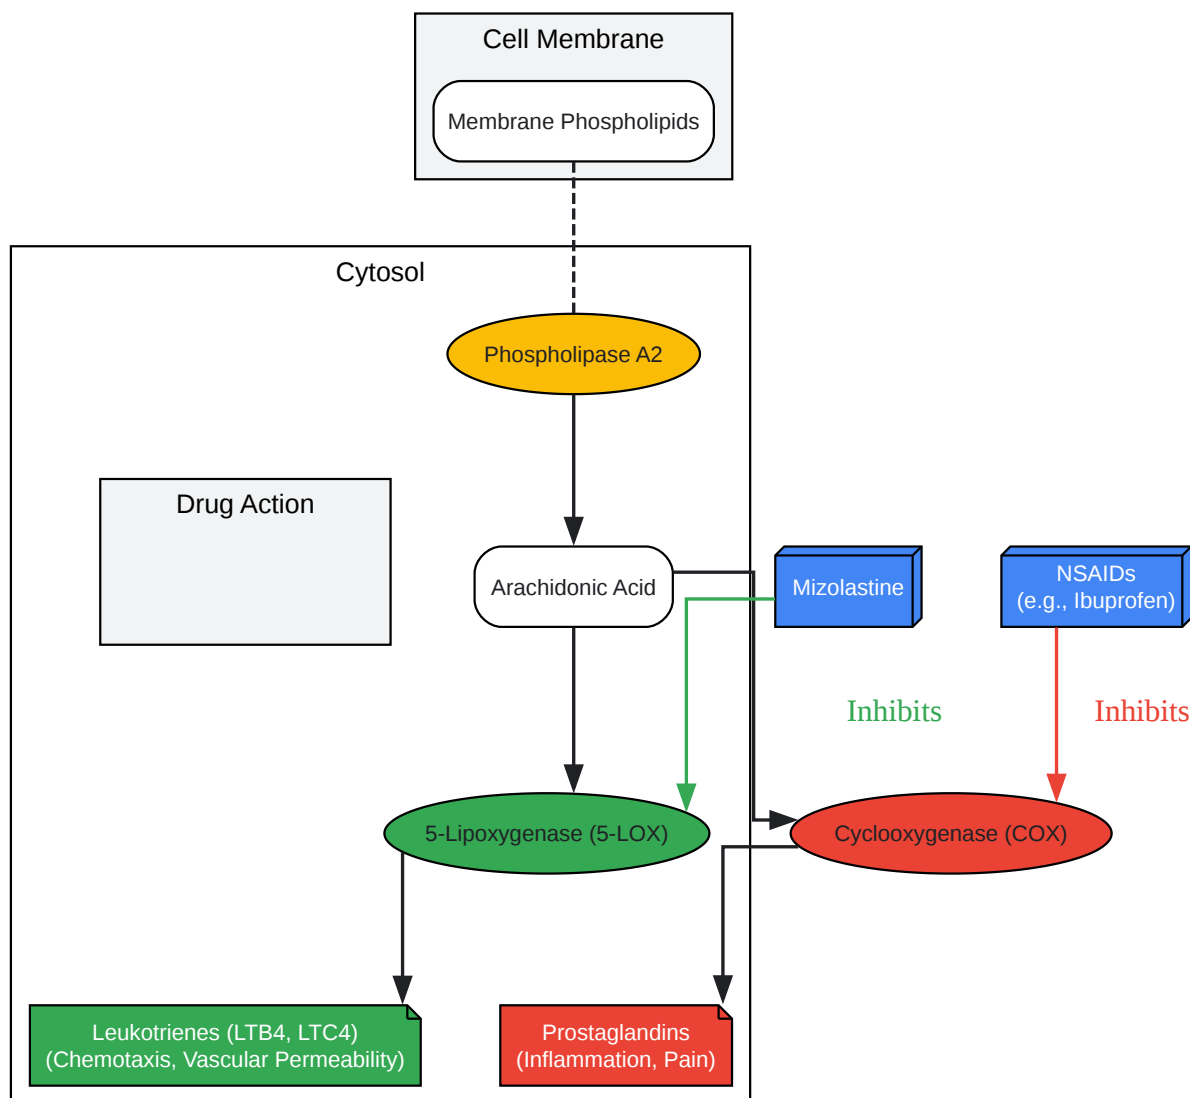 Cell Membrane
Membrane Phospholipids
Cytosol
Phospholipase A2
Drug Action
Arachidonic Acid
Mizolastine
NSAIDs
(e.g., Ibuprofen)
Inhibits
Inhibits
5-Lipoxygenase (5-LOX)
Cyclooxygenase (COX)
Leukotrienes (LTB4, LTC4)
(Chemotaxis, Vascular Permeability)
Prostaglandins
(Inflammation, Pain)